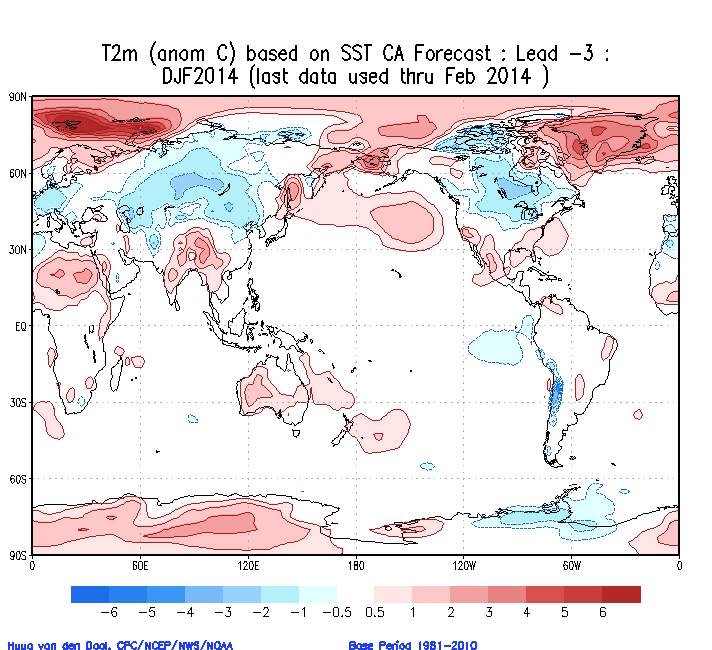 T2m (anom C) based on SST CA Forecast : Lead -3 :
DJF2014 (last data used thru Feb 2014 )
90N
60N
30N
EQ
30S
60S
90S
0 60E 120E 180 120W 60W 0
-6 -5 -4 -3 -2 -1 -0.5 0.5 1 2 3 4 5 6
Huug van den Dool, CPC/NCEP/NWS/NOAA Base Period 1981-2010